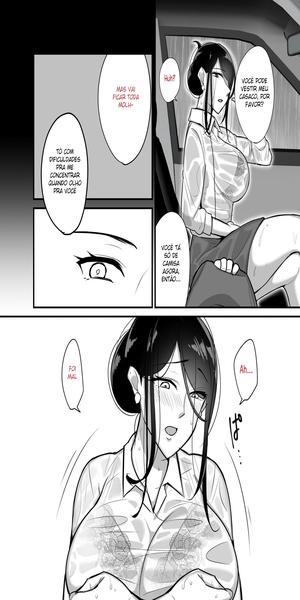 VOCÊ PODE
VESTIR MEU
CASACO, POR
FAVOR?
Huh?
MAS VAI
FICAR TODA
MOLH-
TÔ COM
DIFICULDADES
PRA ME
CONCENTRAR
QUANDO OLHO
PRA VOCÊ
VOCÊ TÁ
SÓ DE
CAMISA
AGORA,
ENTÃO...
Ah...
FOI
MAL
ぱ…